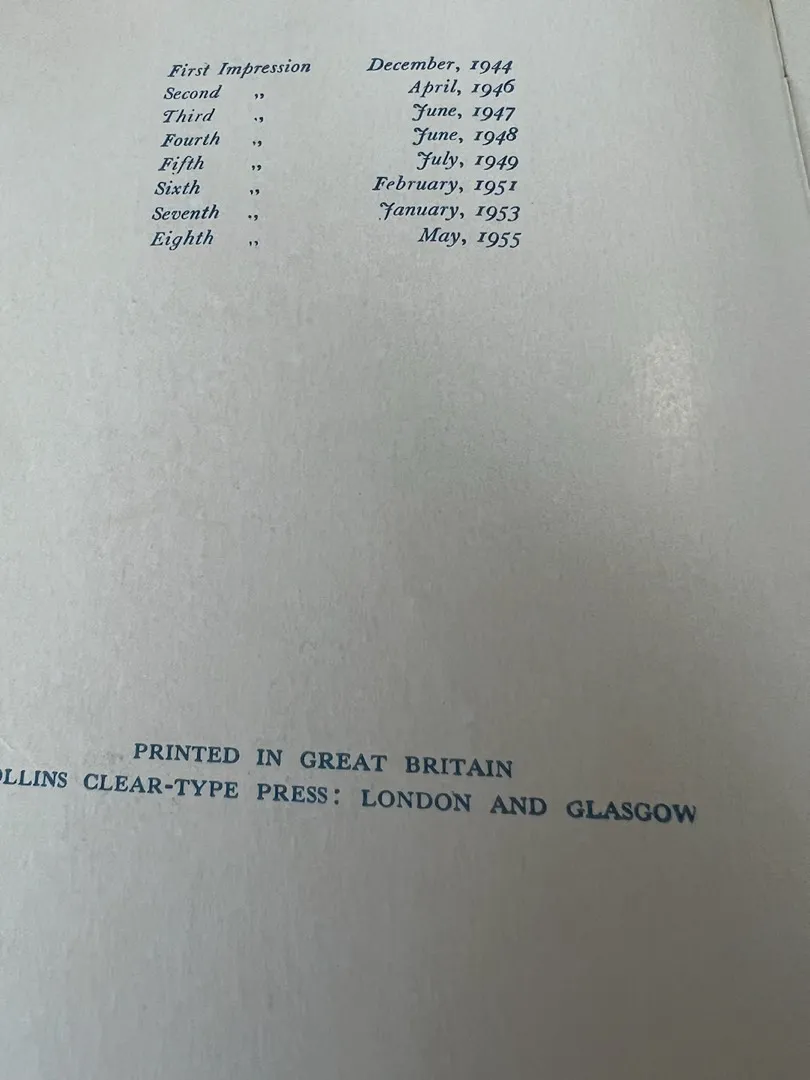 First Impression December, 1944
Second ,, April, 1946
Third ,, June, 1947
Fourth ,, June, 1948
Fifth ,, July, 1949
Sixth ,, February, 1951
Seventh ,, January, 1953
Eighth ,, May, 1955
PRINTED IN GREAT BRITAIN
OLLINS CLEAR-TYPE PRESS: LONDON AND GLASGOW